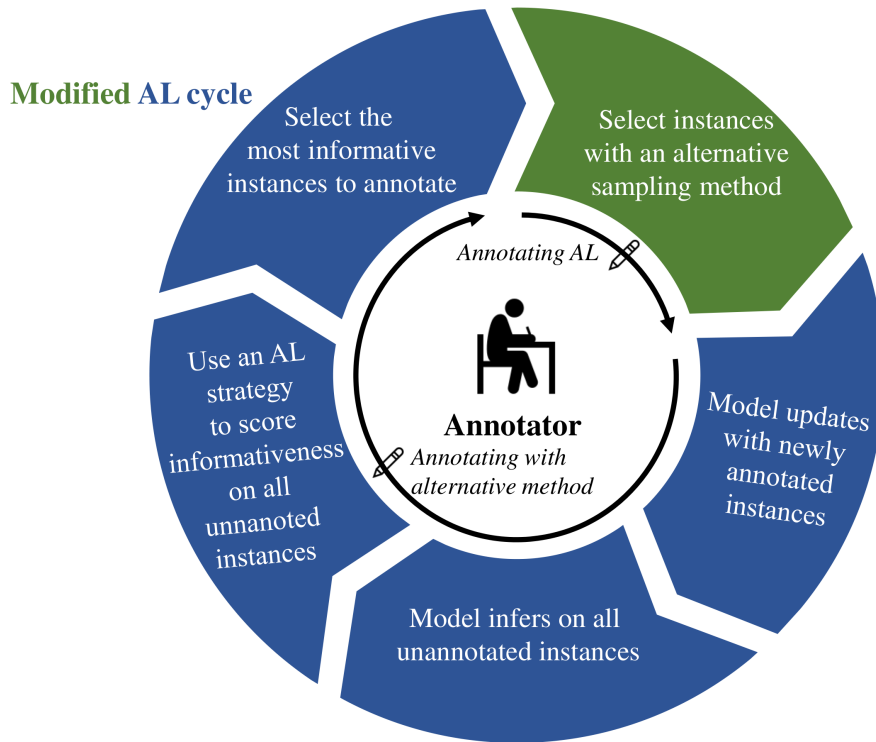 Modified AL cycle
Select the
most informative
instances to annotate
Select instances
with an alternative
sampling method
Annotating AL
Use an AL
strategy
to score
informativeness
on all
unnanoted
instances
Annotator
Annotating with
alternative method
Model updates
with newly
annotated
instances
Model infers on all
unannotated instances